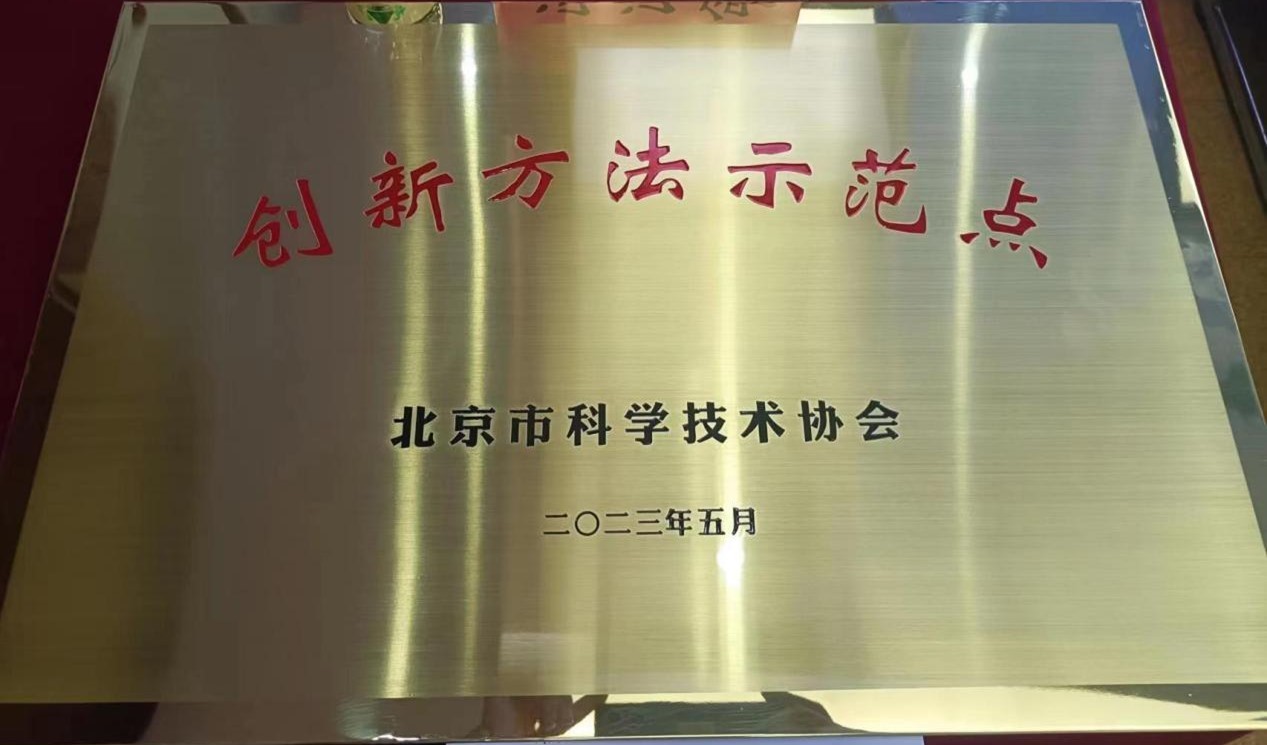 创新方法示范点
北京市科学技术协会
二〇二三年五月